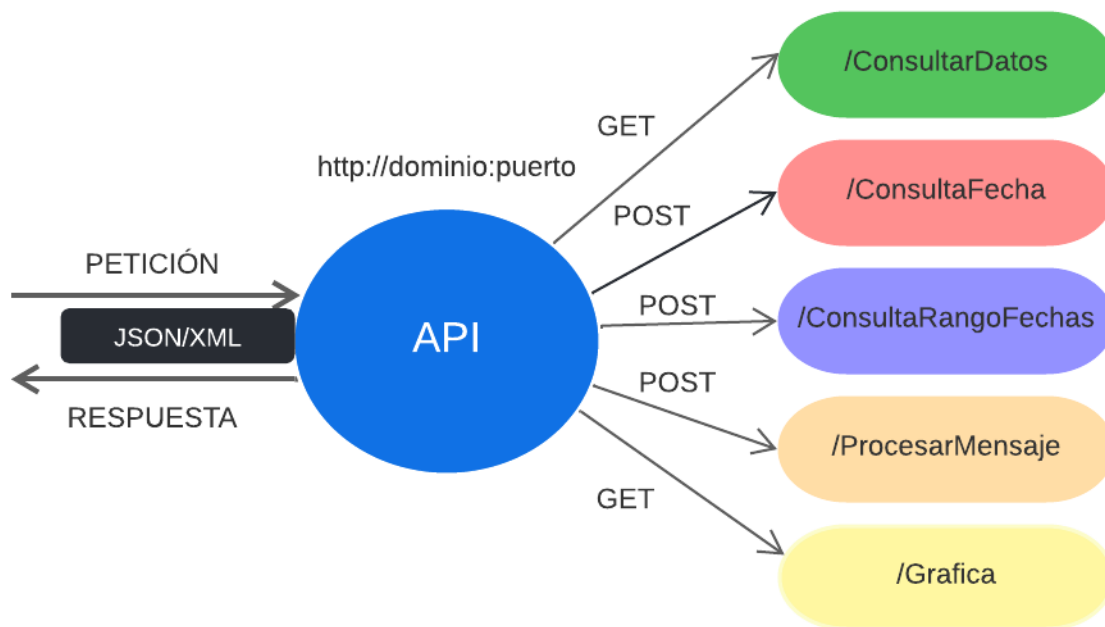 /ConsultarDatos
GET
http://dominio:puerto
/ConsultaFecha
POST
PETICIÓN
POST
/ConsultaRangoFechas
JSON/XML
API
POST
RESPUESTA
/ProcesarMensaje
GET
/Grafica